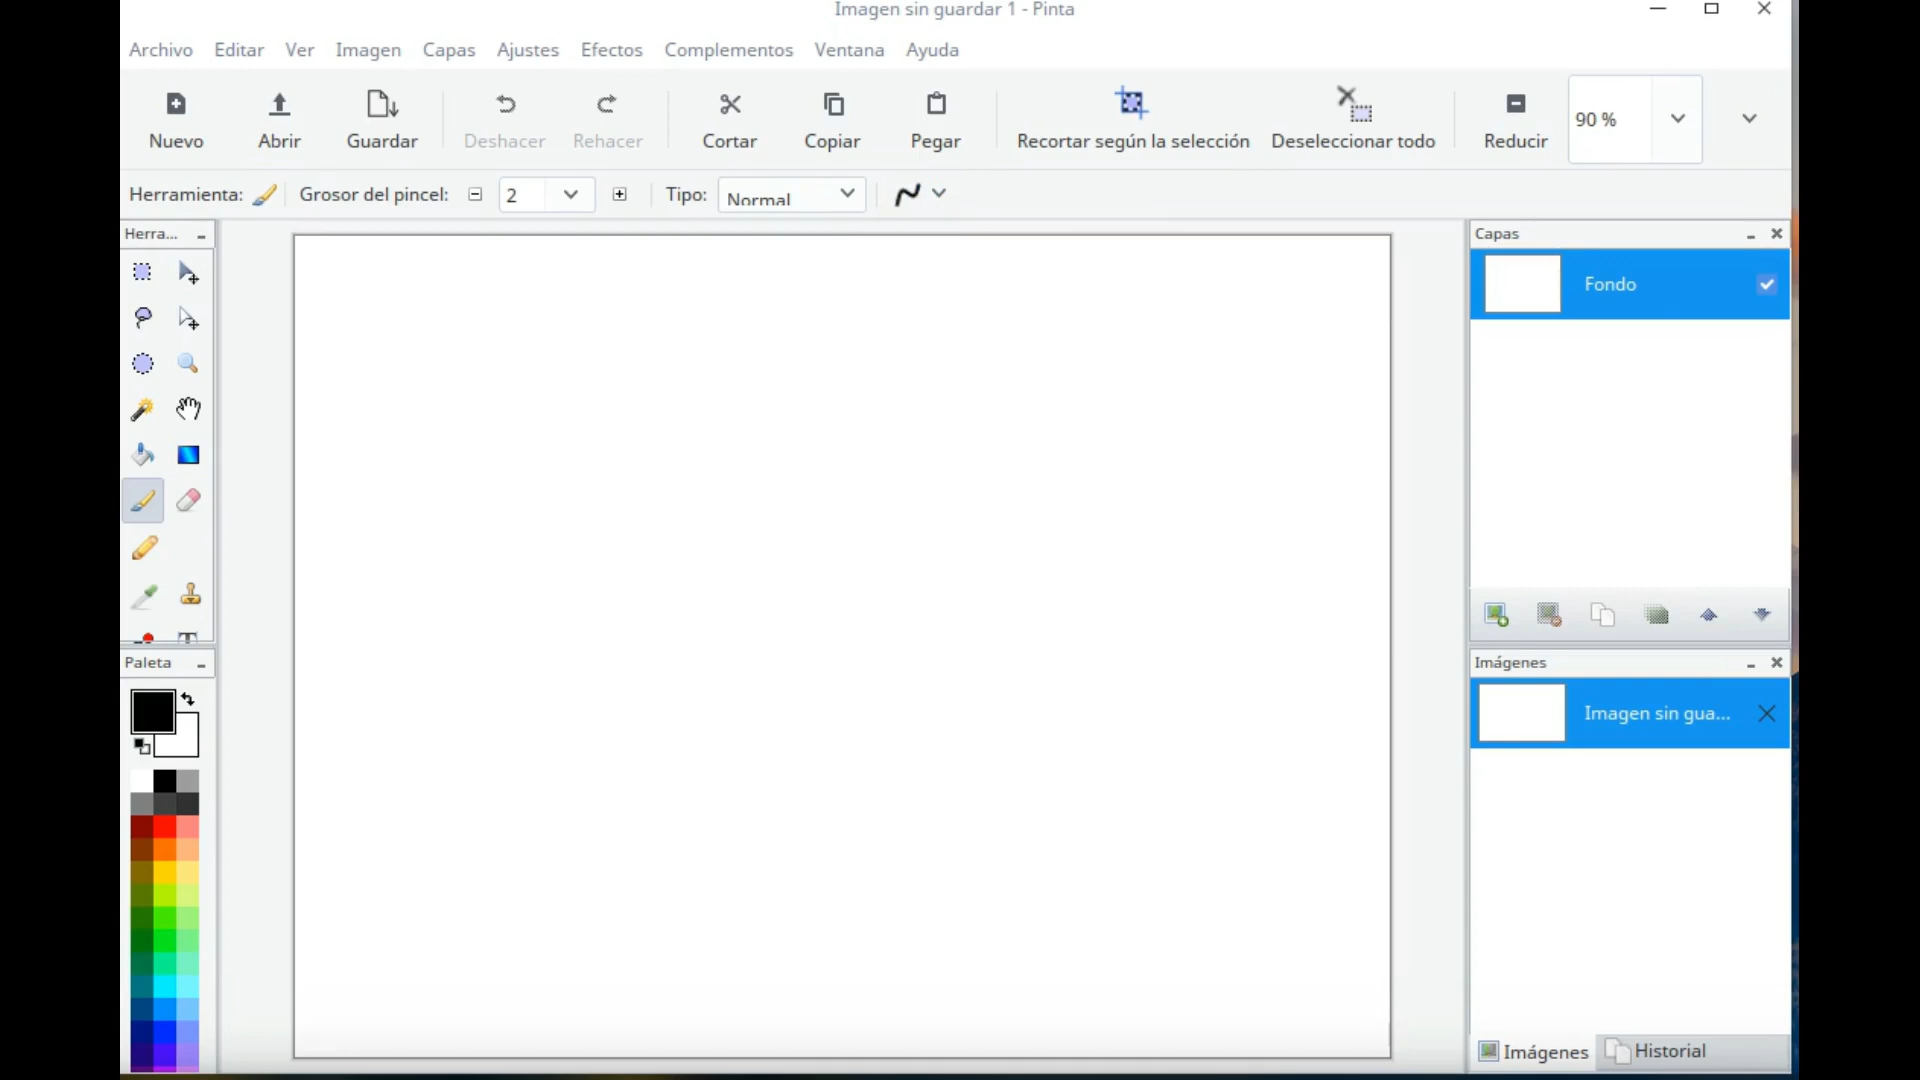 Imagen sin guardar 1 - Pinta
Archivo Editar Ver Imagen Capas Ajustes Efectos Complementos Ventana Ayuda
Nuevo Abrir Guardar Deshacer Rehacer Cortar Copiar Pegar Recortar según la selección Deseleccionar todo Reducir 90 %
Herramienta: Grosor del pincel: 2 Tipo: Normal
Herra...
Capas
Fondo
Paleta
Imágenes
Imagen sin gua...
Imágenes Historial